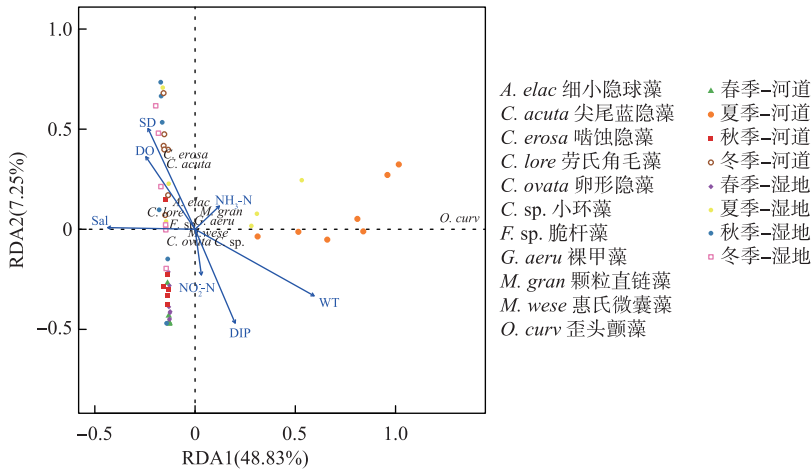 1.0
0.5
0
−0.5
−1.0
RDA2(7.25%)
−0.5
0
0.5
1.0
RDA1(48.83%)
SD
DO
C. erosa
C. acuta
A. elac
NH₃-N
C. lore
M. gran
G. aeru
Sal
F. sp.
O. curv
M. wese
C. ovata
C. sp.
NO₂⁻-N
WT
DIP
A. elac 细小隐球藻
C. acuta 尖尾蓝隐藻
C. erosa 啮蚀隐藻
C. lore 劳氏角毛藻
C. ovata 卵形隐藻
C. sp. 小环藻
F. sp. 脆杆藻
G. aeru 裸甲藻
M. gran 颗粒直链藻
M. wese 惠氏微囊藻
O. curv 歪头颤藻
春季–河道
夏季–河道
秋季–河道
冬季–河道
春季–湿地
夏季–湿地
秋季–湿地
冬季–湿地